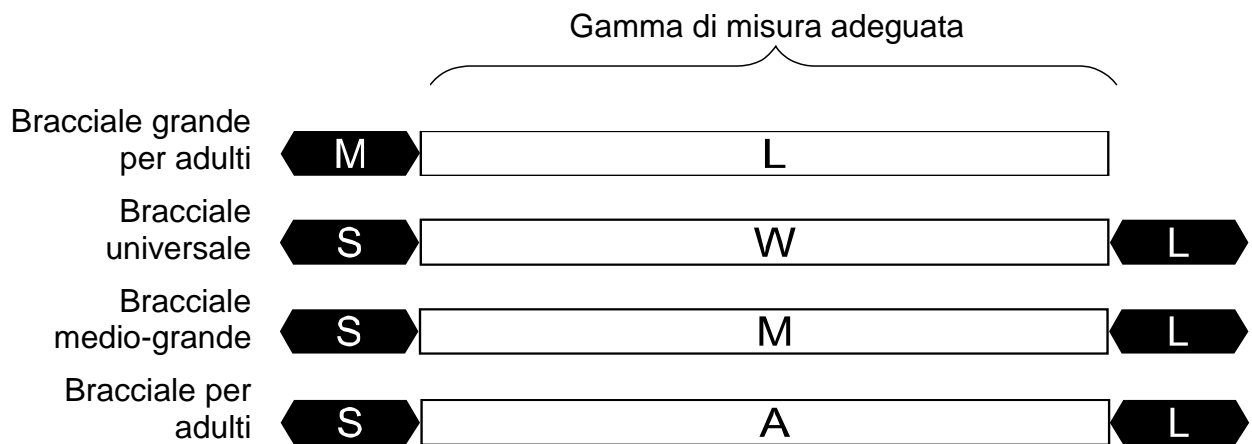 Gamma di misura adeguata
Bracciale grande
per adulti
M L
Bracciale
universale
S W L
Bracciale
medio-grande
S M L
Bracciale per
adulti
S A L